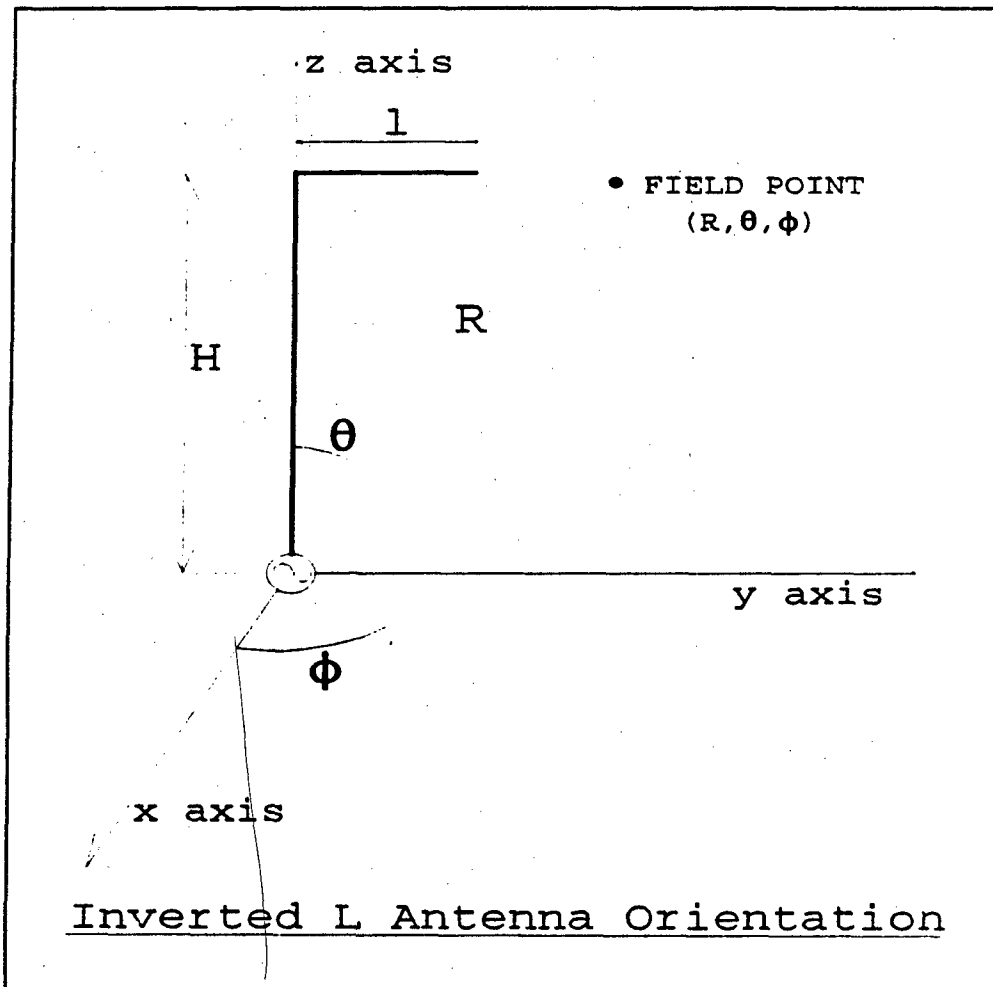 z axis
l
FIELD POINT
(R,θ,ϕ)
R
H
θ
y axis
ϕ
x axis
Inverted L Antenna Orientation